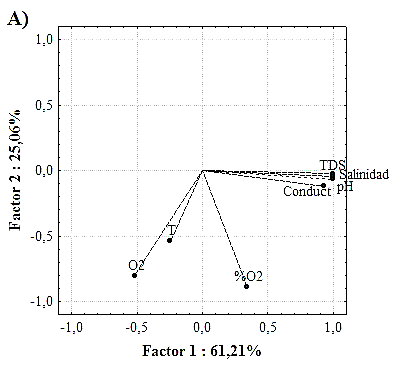 A)
Factor 2 : 25,06%
1,0
0,5
0,0
-0,5
-1,0
TDS
Salinidad
pH
Conduct
T
O2
%O2
-1,0 -0,5 0,0 0,5 1,0
Factor 1 : 61,21%